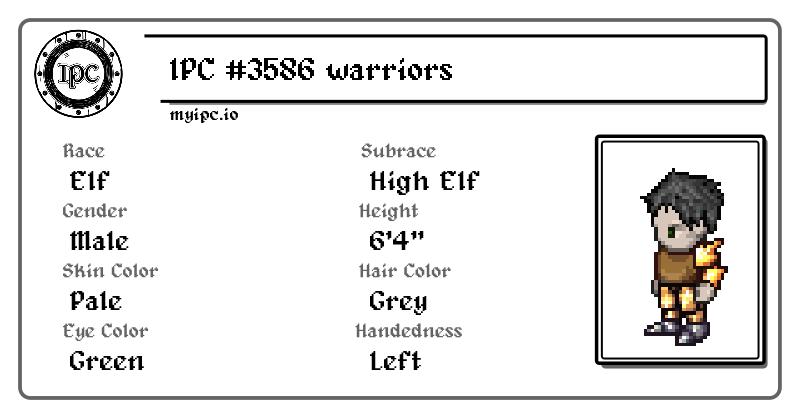 IPC
IPC #3586 warriors
myipc.io
Race
Elf
Subrace
High Elf
Gender
Male
Height
6'4"
Skin Color
Pale
Hair Color
Grey
Eye Color
Green
Handedness
Left